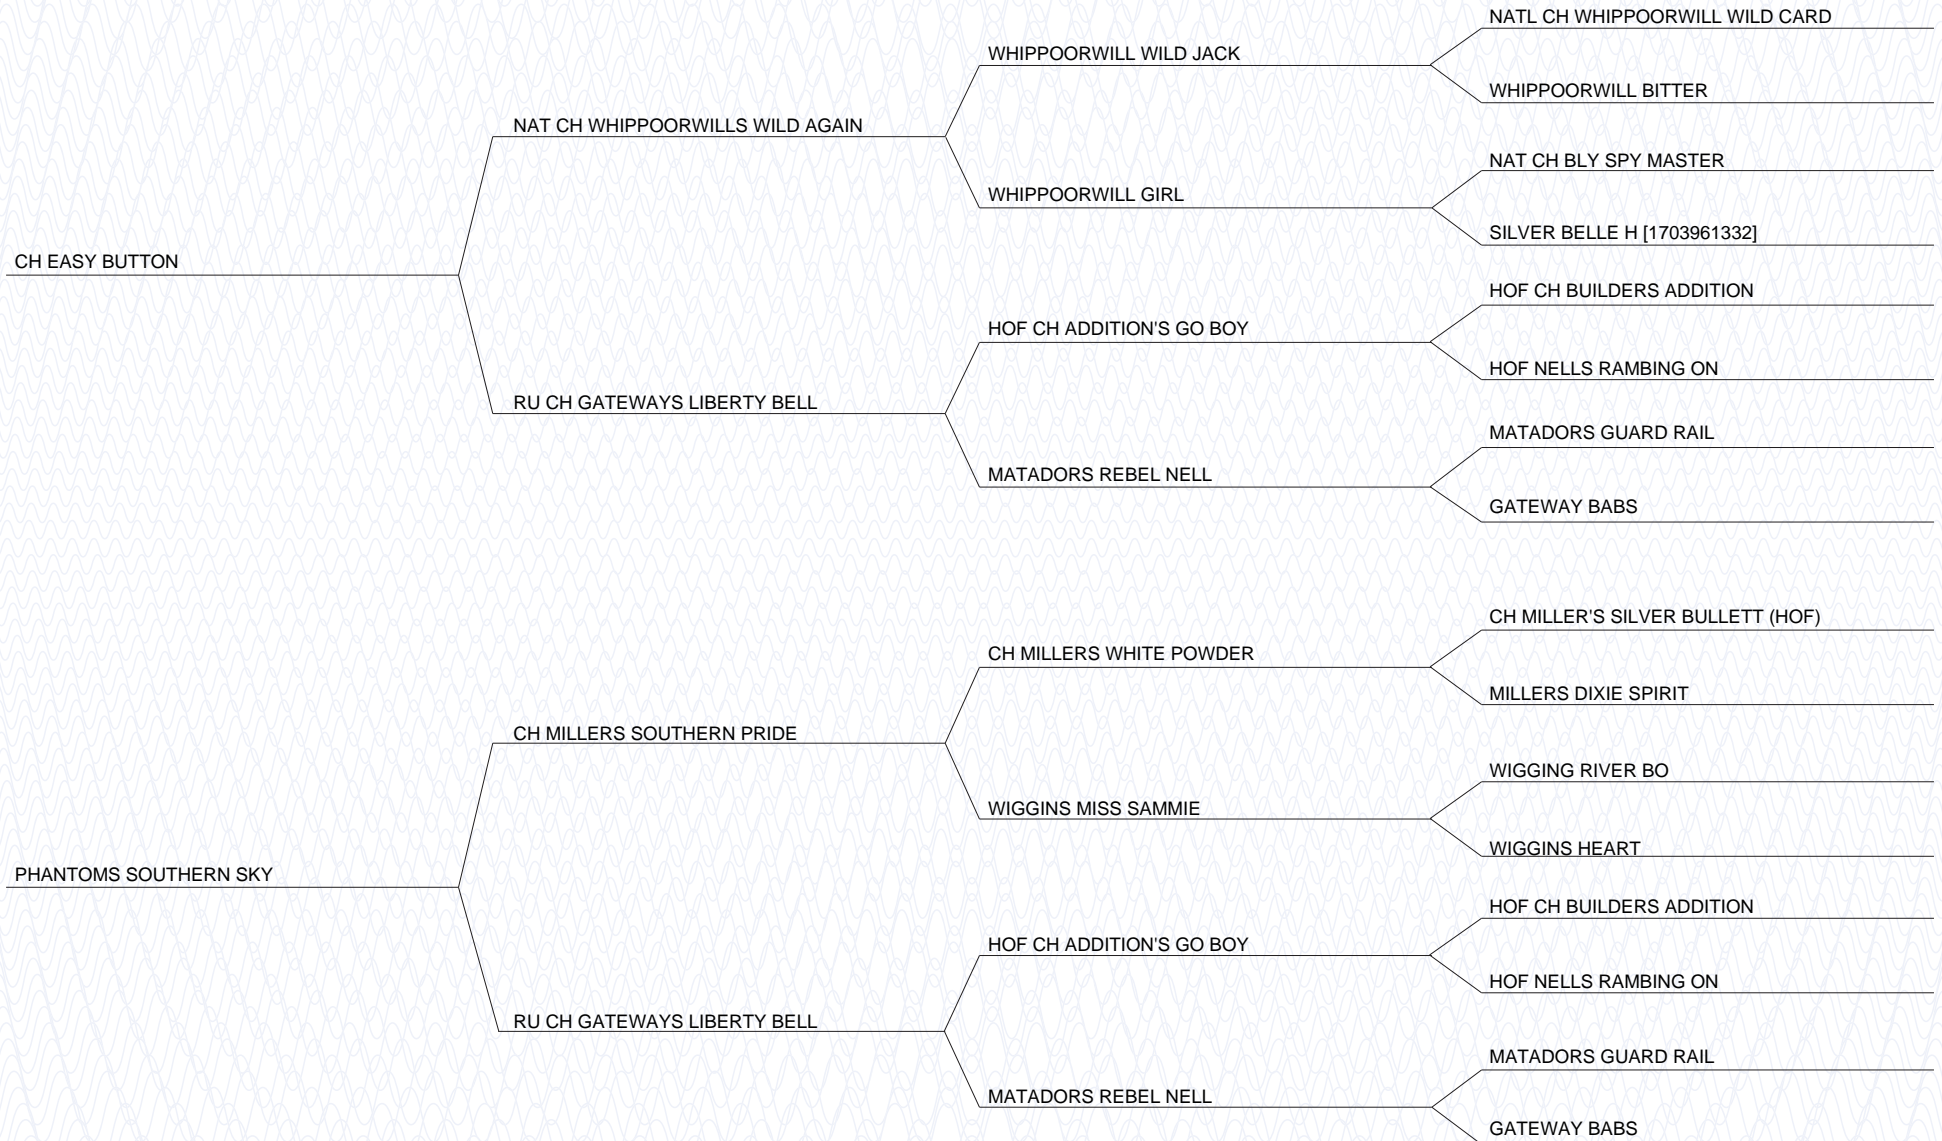 NATL CH WHIPPOORWILL WILD CARD
WHIPPOORWILL WILD JACK
WHIPPOORWILL BITTER
NAT CH WHIPPOORWILLS WILD AGAIN
NAT CH BLY SPY MASTER
WHIPPOORWILL GIRL
SILVER BELLE H [1703961332]
CH EASY BUTTON
HOF CH BUILDERS ADDITION
HOF CH ADDITION'S GO BOY
HOF NELLS RAMBING ON
RU CH GATEWAYS LIBERTY BELL
MATADORS GUARD RAIL
MATADORS REBEL NELL
GATEWAY BABS
CH MILLER'S SILVER BULLETT (HOF)
CH MILLERS WHITE POWDER
MILLERS DIXIE SPIRIT
CH MILLERS SOUTHERN PRIDE
WIGGING RIVER BO
WIGGINS MISS SAMMIE
WIGGINS HEART
PHANTOMS SOUTHERN SKY
HOF CH BUILDERS ADDITION
HOF CH ADDITION'S GO BOY
HOF NELLS RAMBING ON
RU CH GATEWAYS LIBERTY BELL
MATADORS GUARD RAIL
MATADORS REBEL NELL
GATEWAY BABS